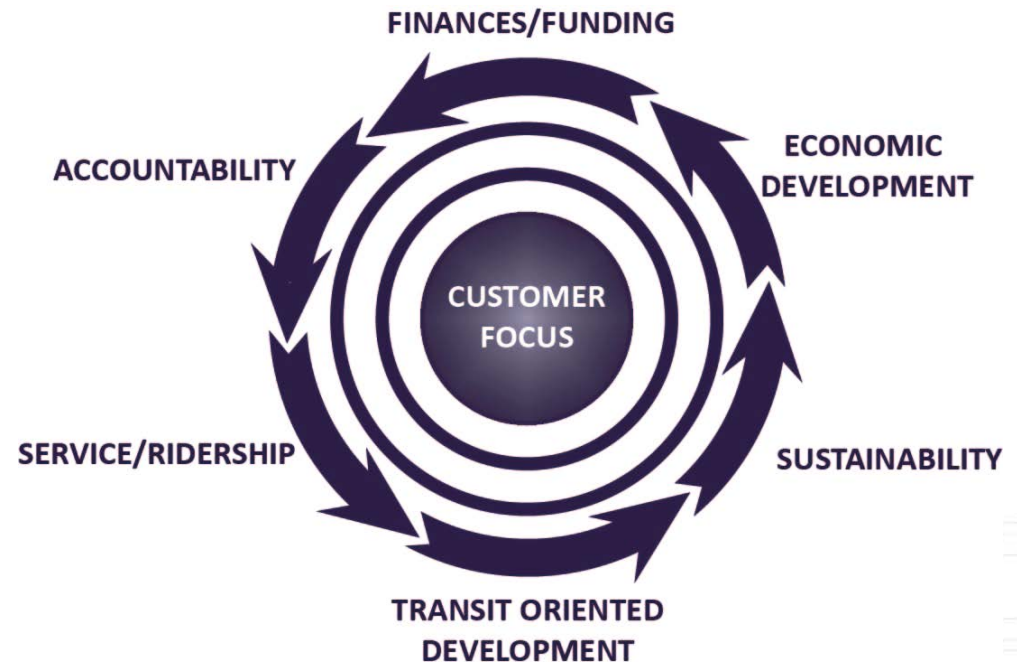 FINANCES/FUNDING
ECONOMIC
DEVELOPMENT
ACCOUNTABILITY
CUSTOMER
FOCUS
SERVICE/RIDERSHIP
SUSTAINABILITY
TRANSIT ORIENTED
DEVELOPMENT